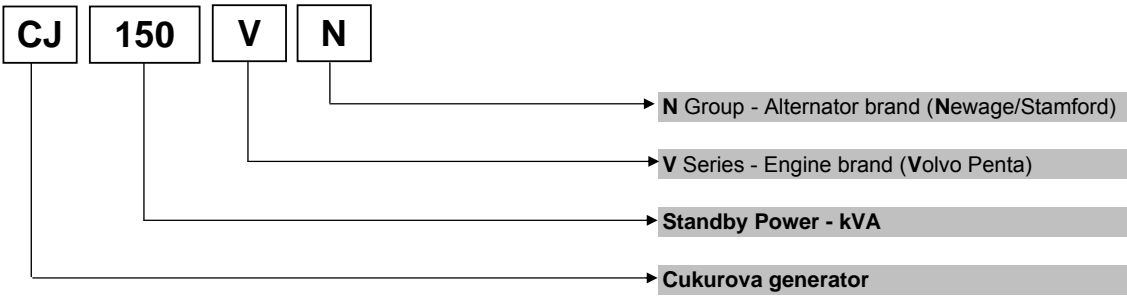 CJ 150 V N
N Group - Alternator brand (Newage/Stamford)
V Series - Engine brand (Volvo Penta)
Standby Power - kVA
Cukurova generator